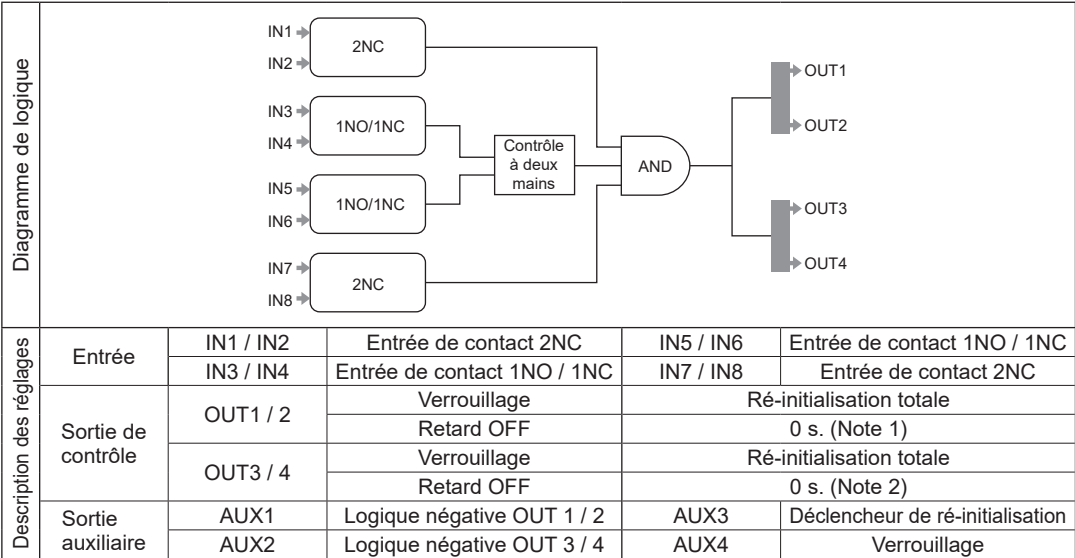 Diagramme de logique
IN1
IN2
2NC
IN3
IN4
1NO/1NC
IN5
IN6
1NO/1NC
IN7
IN8
2NC
Contrôle
à deux
mains
AND
OUT1
OUT2
OUT3
OUT4
Description des réglages
Entrée
IN1 / IN2
Entrée de contact 2NC
IN5 / IN6
Entrée de contact 1NO / 1NC
IN3 / IN4
Entrée de contact 1NO / 1NC
IN7 / IN8
Entrée de contact 2NC
Sortie de
contrôle
OUT1 / 2
Verrouillage
Ré-initialisation totale
Retard OFF
0 s. (Note 1)
OUT3 / 4
Verrouillage
Ré-initialisation totale
Retard OFF
0 s. (Note 2)
Sortie
auxiliaire
AUX1
Logique négative OUT 1 / 2
AUX3
Déclencheur de ré-initialisation
AUX2
Logique négative OUT 3 / 4
AUX4
Verrouillage